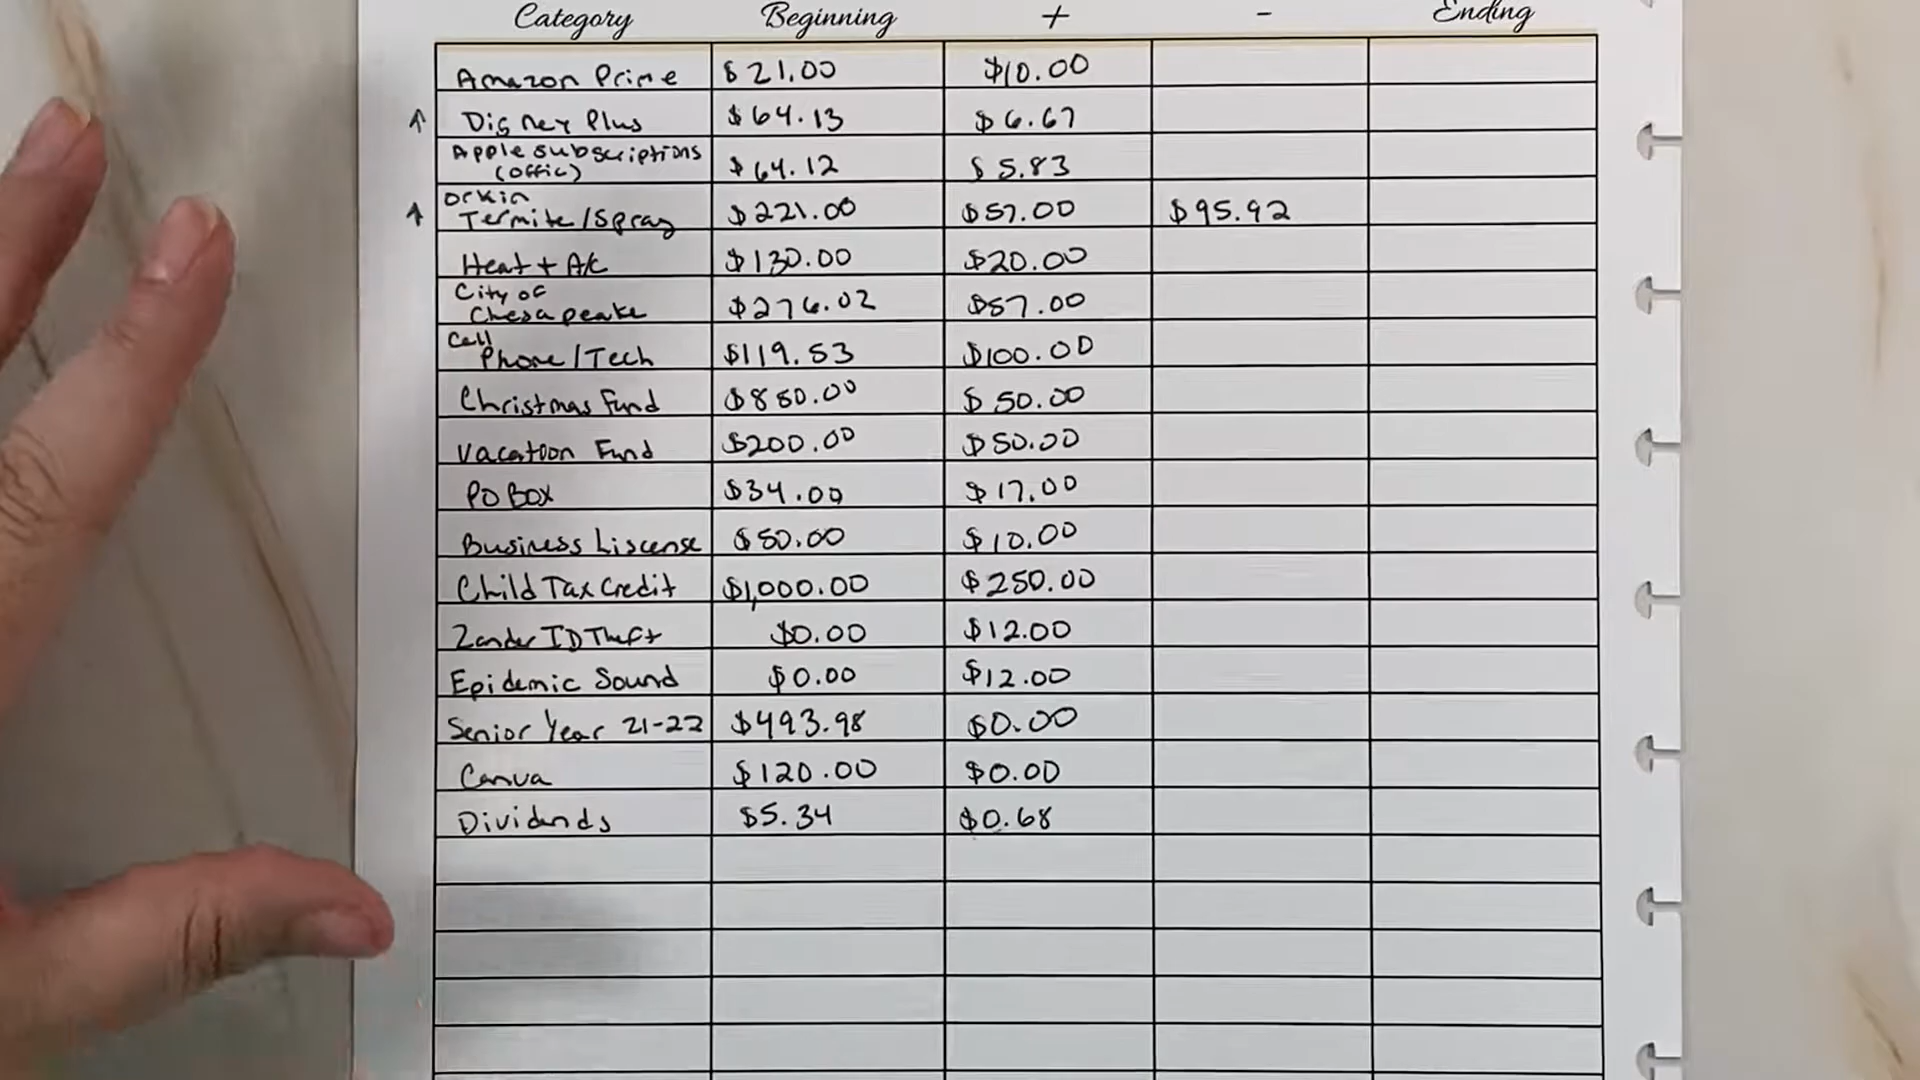 Category Beginning + - Ending
Amazon Prime $21.00 $10.00
↑ Disney Plus $64.13 $6.67
Apple subscriptions
(offic) $64.12 $5.83
Orkin
↑ Termite/Spray $221.00 $57.00 $95.92
Heat + A/C $130.00 $20.00
City of
Chesapeake $276.02 $57.00
Cell
Phone/Tech $119.53 $100.00
Christmas Fund $850.00 $50.00
Vacatoon Fund $200.00 $50.00
PO BOX $34.00 $17.00
Business Liscense $50.00 $10.00
Child Tax Credit $1,000.00 $250.00
Zander ID Theft $0.00 $12.00
Epidemic Sound $0.00 $12.00
Senior Year 21-22 $493.98 $0.00
Canva $120.00 $0.00
Dividends $5.34 $0.68